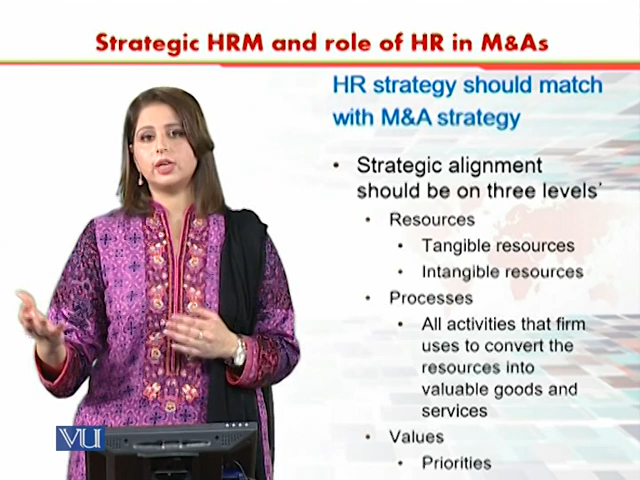 Strategic HRM and role of HR in M&As
HR strategy should match
with M&A strategy
• Strategic alignment
should be on three levels’
• Resources
• Tangible resources
• Intangible resources
• Processes
• All activities that firm
uses to convert the
resources into
valuable goods and
services
• Values
• Priorities
VU